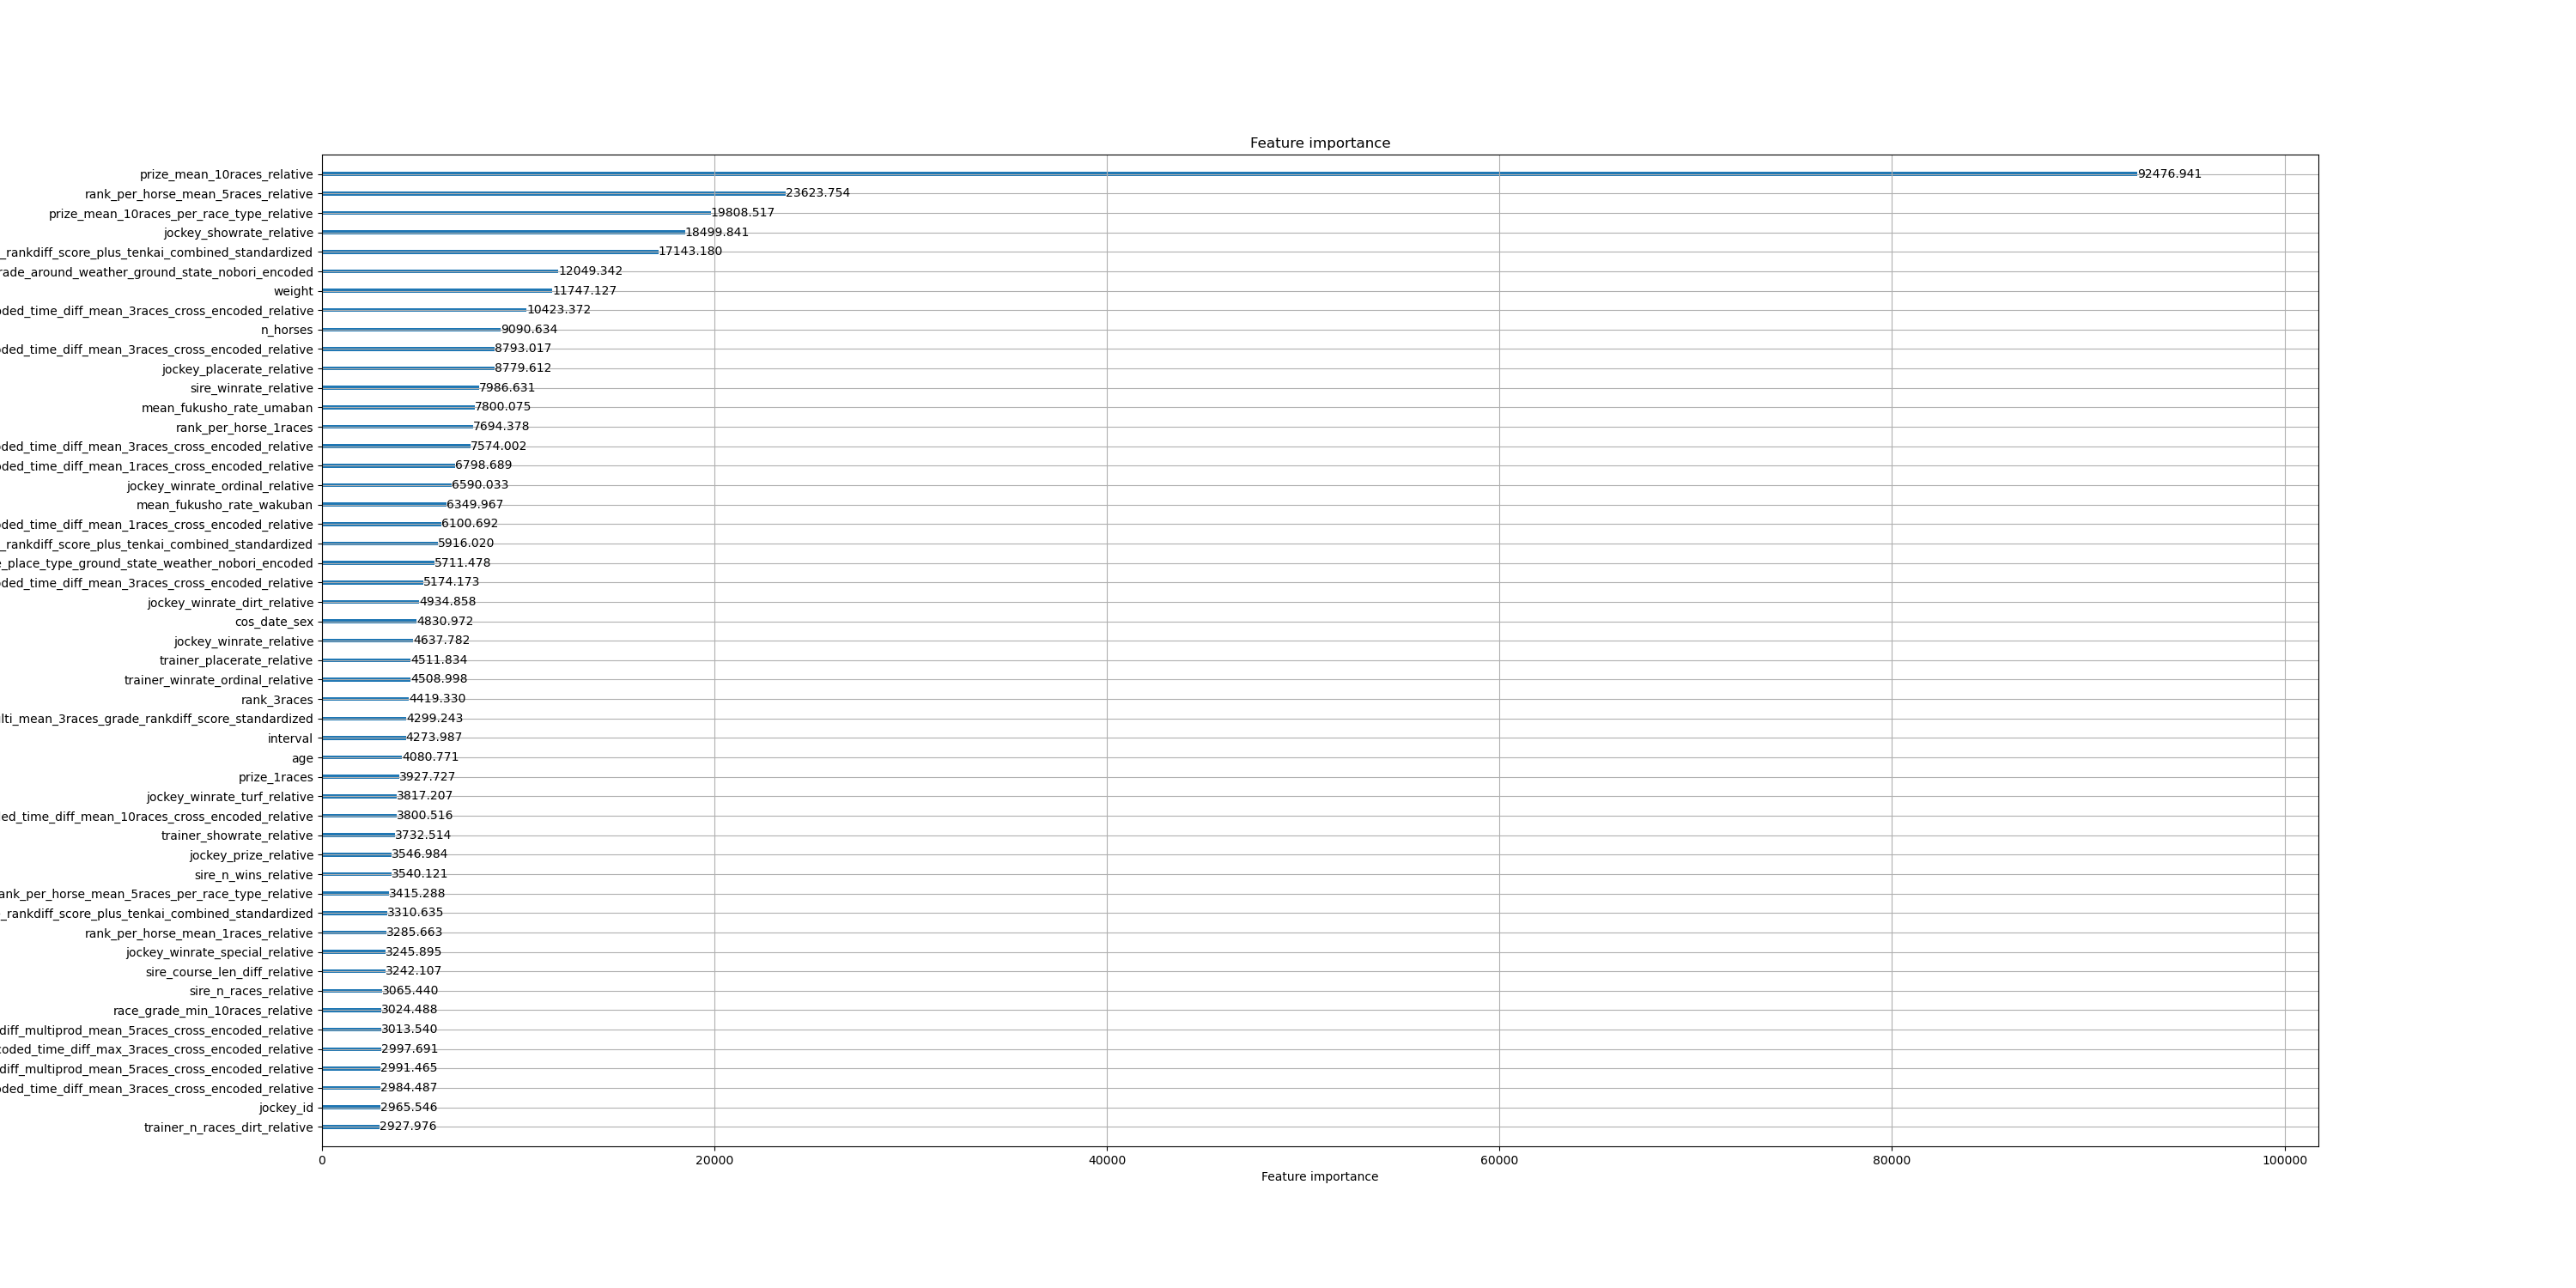 Feature importance
prize_mean_10races_relative 92476.941
rank_per_horse_mean_5races_relative 23623.754
prize_mean_10races_per_race_type_relative 19808.517
jockey_showrate_relative 18499.841
_rankdiff_score_plus_tenkai_combined_standardized 17143.180
rade_around_weather_ground_state_nobori_encoded 12049.342
weight 11747.127
ded_time_diff_mean_3races_cross_encoded_relative 10423.372
n_horses 9090.634
ded_time_diff_mean_3races_cross_encoded_relative 8793.017
jockey_placerate_relative 8779.612
sire_winrate_relative 7986.631
mean_fukusho_rate_umaban 7800.075
rank_per_horse_1races 7694.378
ded_time_diff_mean_3races_cross_encoded_relative 7574.002
ded_time_diff_mean_1races_cross_encoded_relative 6798.689
jockey_winrate_ordinal_relative 6590.033
mean_fukusho_rate_wakuban 6349.967
ded_time_diff_mean_1races_cross_encoded_relative 6100.692
_rankdiff_score_plus_tenkai_combined_standardized 5916.020
_place_type_ground_state_weather_nobori_encoded 5711.478
ded_time_diff_mean_3races_cross_encoded_relative 5174.173
jockey_winrate_dirt_relative 4934.858
cos_date_sex 4830.972
jockey_winrate_relative 4637.782
trainer_placerate_relative 4511.834
trainer_winrate_ordinal_relative 4508.998
rank_3races 4419.330
lti_mean_3races_grade_rankdiff_score_standardized 4299.243
interval 4273.987
age 4080.771
prize_1races 3927.727
jockey_winrate_turf_relative 3817.207
ed_time_diff_mean_10races_cross_encoded_relative 3800.516
trainer_showrate_relative 3732.514
jockey_prize_relative 3546.984
sire_n_wins_relative 3540.121
ank_per_horse_mean_5races_per_race_type_relative 3415.288
_rankdiff_score_plus_tenkai_combined_standardized 3310.635
rank_per_horse_mean_1races_relative 3285.663
jockey_winrate_special_relative 3245.895
sire_course_len_diff_relative 3242.107
sire_n_races_relative 3065.440
race_grade_min_10races_relative 3024.488
diff_multiprod_mean_5races_cross_encoded_relative 3013.540
coded_time_diff_max_3races_cross_encoded_relative 2997.691
diff_multiprod_mean_5races_cross_encoded_relative 2991.465
ded_time_diff_mean_3races_cross_encoded_relative 2984.487
jockey_id 2965.546
trainer_n_races_dirt_relative 2927.976
0 20000 40000 60000 80000 100000
Feature importance